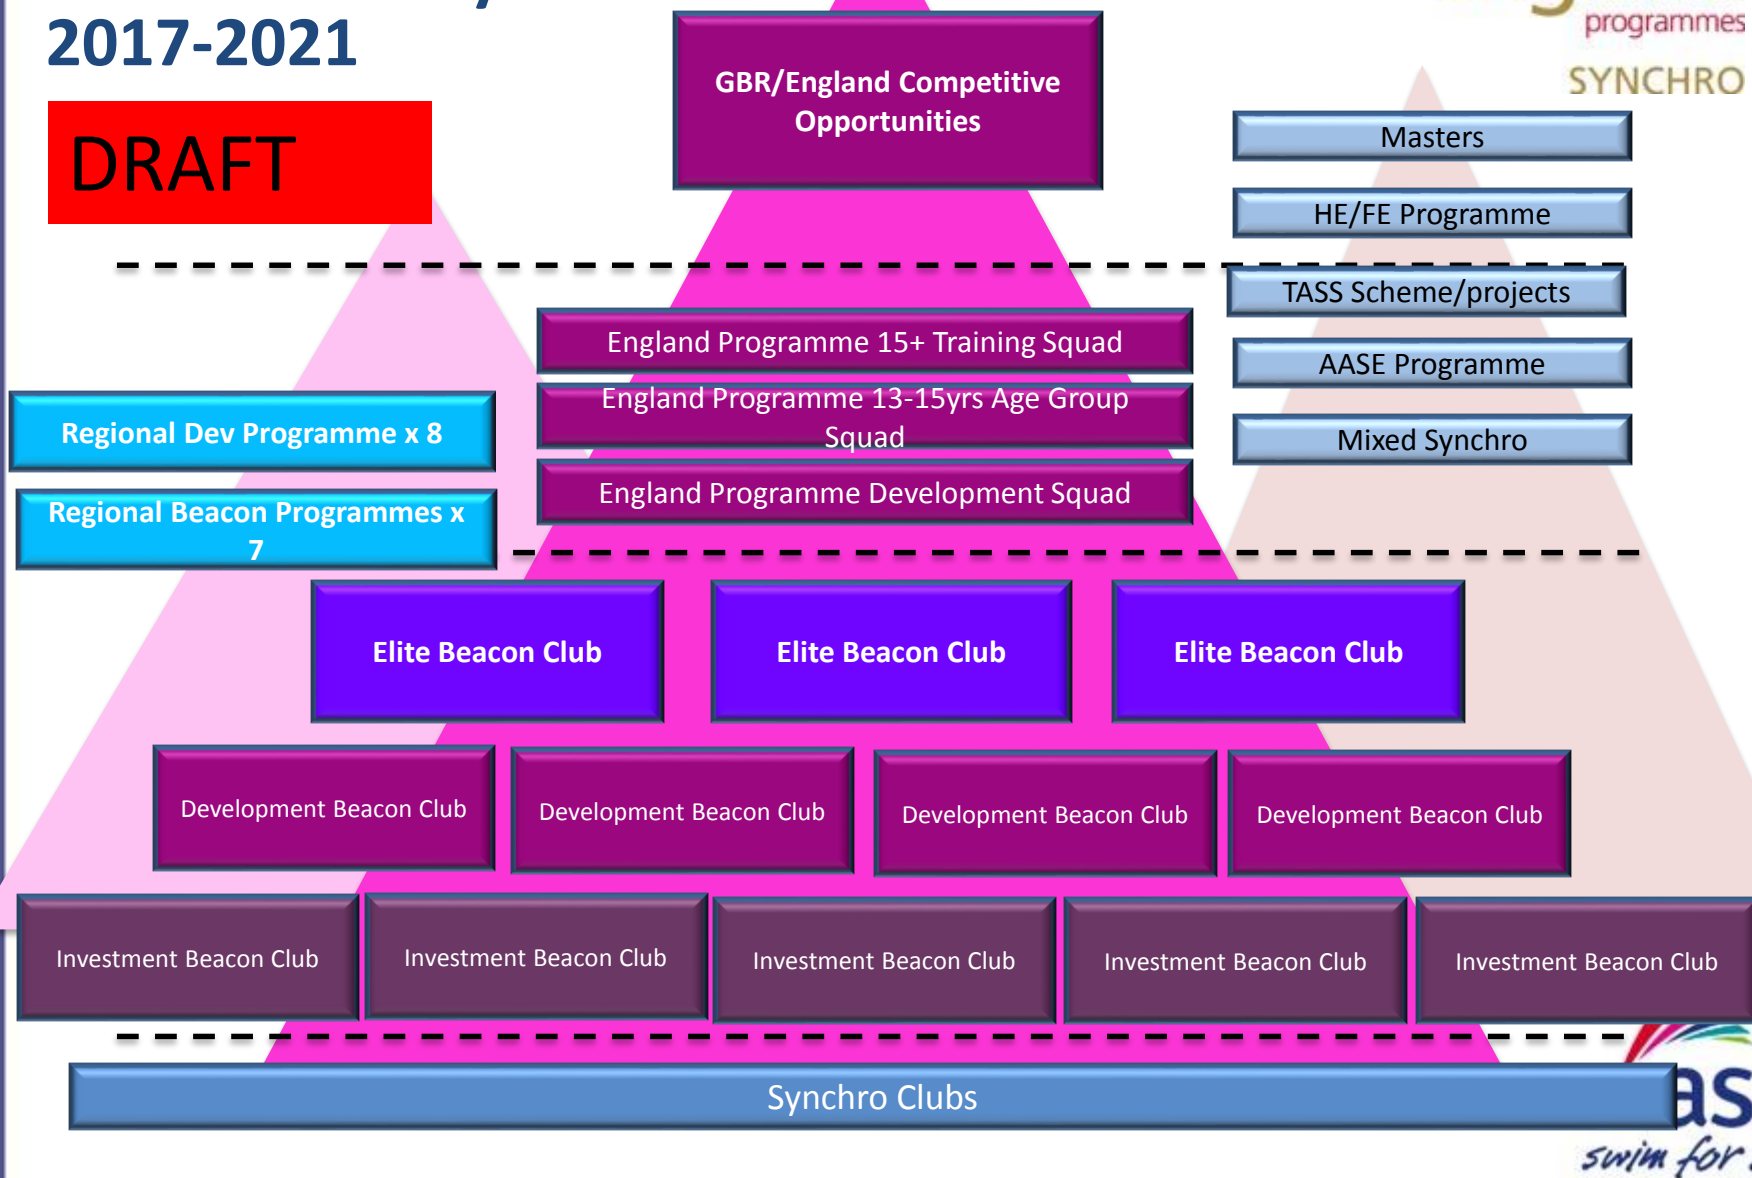 2017-2021
programmes
SYNCHRO
DRAFT
GBR/England Competitive
Opportunities
Masters
HE/FE Programme
TASS Scheme/projects
AASE Programme
Mixed Synchro
England Programme 15+ Training Squad
England Programme 13-15yrs Age Group
Squad
England Programme Development Squad
Regional Dev Programme x 8
Regional Beacon Programmes x
7
Elite Beacon Club
Elite Beacon Club
Elite Beacon Club
Development Beacon Club
Development Beacon Club
Development Beacon Club
Development Beacon Club
Investment Beacon Club
Investment Beacon Club
Investment Beacon Club
Investment Beacon Club
Investment Beacon Club
Synchro Clubs
as
swim for